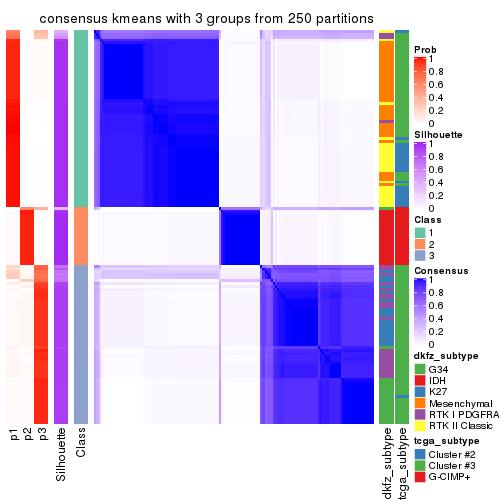 consensus kmeans with 3 groups from 250 partitions
Prob
1
0.8
0.6
0.4
0.2
0
Silhouette
1
0.8
0.6
0.4
0.2
0
Class
1
2
3
Consensus
1
0.8
0.6
0.4
0.2
0
dkfz_subtype
G34
IDH
K27
Mesenchymal
RTK I PDGFRA
RTK II Classic
tcga_subtype
Cluster #2
Cluster #3
G-CIMP+
p1
p2
p3
Silhouette
Class
dkfz_subtype
tcga_subtype